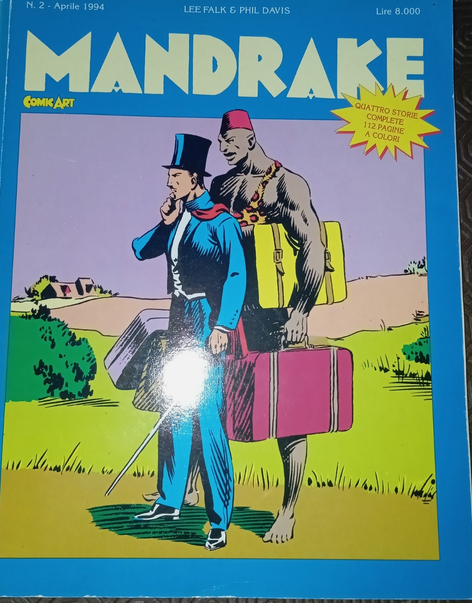 N. 2 - Aprile 1994
LEE FALK & PHIL DAVIS
Lire 8.000
MANDRAKE
COMIC ART
QUATTRO STORIE
COMPLETE
112 PAGINE
A COLORI